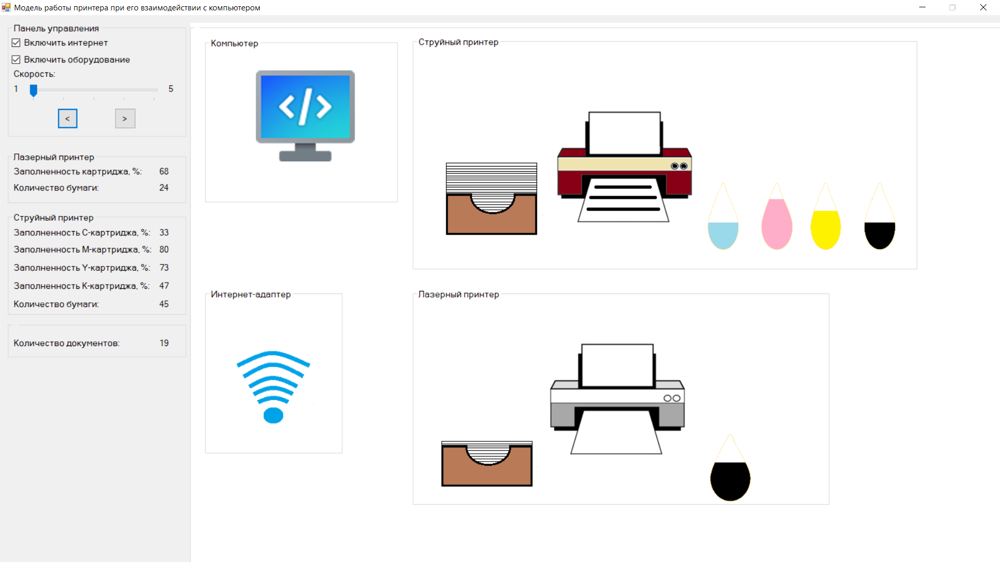 Модель работы принтера при его взаимодействии с компьютером
Панель управления
Включить интернет
Включить оборудование
Скорость:
1 5
< >
Лазерный принтер
Заполненность картриджа, %: 68
Количество бумаги: 24
Струйный принтер
Заполненность C-картриджа, %: 33
Заполненность M-картриджа, %: 80
Заполненность Y-картриджа, %: 73
Заполненность K-картриджа, %: 47
Количество бумаги: 45
Количество документов: 19
Компьютер
</>
Струйный принтер
Интернет-адаптер
Лазерный принтер